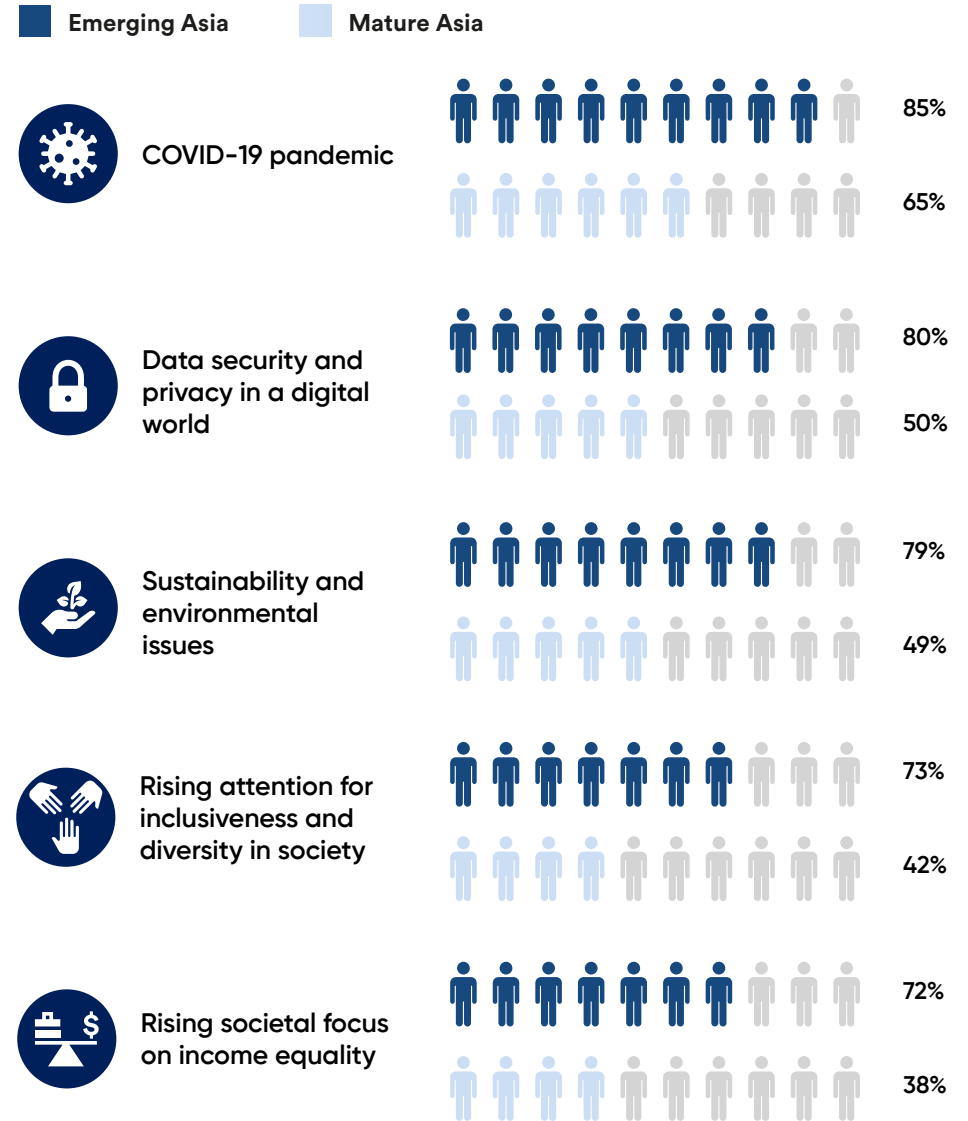 Emerging Asia
Mature Asia
85%
COVID-19 pandemic
65%
80%
Data security and
privacy in a digital
world
50%
79%
Sustainability and
environmental
issues
49%
73%
Rising attention for
inclusiveness and
diversity in society
42%
72%
$
Rising societal focus
on income equality
38%